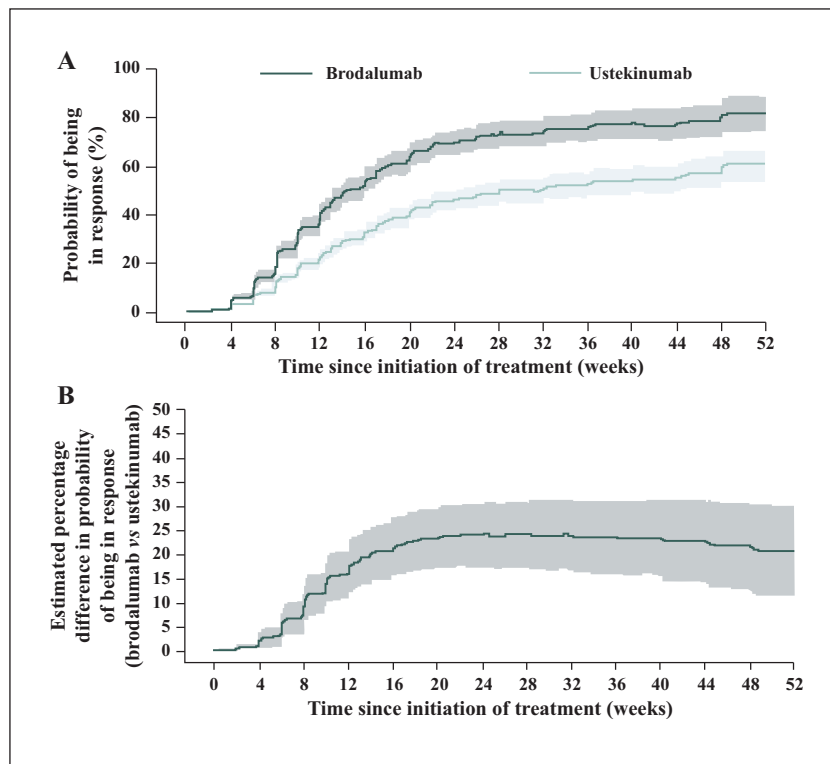 A
Brodalumab
Ustekinumab
Probability of being
in response (%)
100
80
60
40
20
0
0 4 8 12 16 20 24 28 32 36 40 44 48 52
Time since initiation of treatment (weeks)
B
Estimated percentage
difference in probability
of being in response
(brodalumab vs ustekinumab)
50
45
40
35
30
25
20
15
10
5
0
0 4 8 12 16 20 24 28 32 36 40 44 48 52
Time since initiation of treatment (weeks)